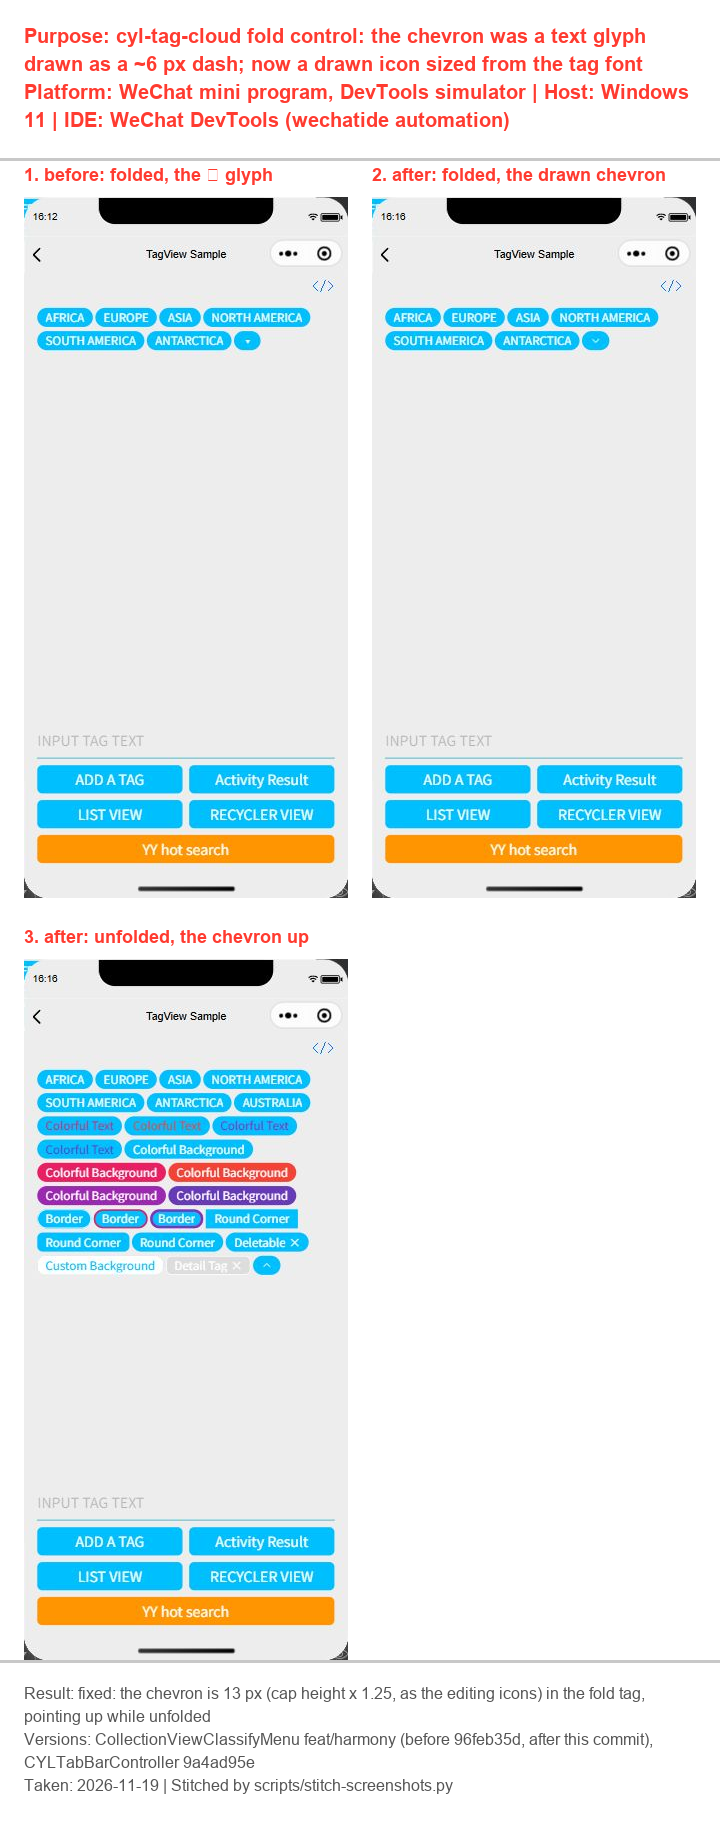 Purpose: cyl-tag-cloud fold control: the chevron was a text glyph
drawn as a ~6 px dash; now a drawn icon sized from the tag font
Platform: WeChat mini program, DevTools simulator | Host: Windows
11 | IDE: WeChat DevTools (wechatide automation)
1. before: folded, the □ glyph
16:12
TagView Sample
</>
AFRICA EUROPE ASIA NORTH AMERICA
SOUTH AMERICA ANTARCTICA
INPUT TAG TEXT
ADD A TAG Activity Result
LIST VIEW RECYCLER VIEW
YY hot search
2. after: folded, the drawn chevron
16:16
TagView Sample
</>
AFRICA EUROPE ASIA NORTH AMERICA
SOUTH AMERICA ANTARCTICA
INPUT TAG TEXT
ADD A TAG Activity Result
LIST VIEW RECYCLER VIEW
YY hot search
3. after: unfolded, the chevron up
16:16
TagView Sample
</>
AFRICA EUROPE ASIA NORTH AMERICA
SOUTH AMERICA ANTARCTICA AUSTRALIA
Colorful Text Colorful Text Colorful Text
Colorful Text Colorful Background
Colorful Background Colorful Background
Colorful Background Colorful Background
Border Border Border Round Corner
Round Corner Round Corner Deletable ×
Custom Background Detail Tag ×
INPUT TAG TEXT
ADD A TAG Activity Result
LIST VIEW RECYCLER VIEW
YY hot search
Result: fixed: the chevron is 13 px (cap height x 1.25, as the editing icons) in the fold tag,
pointing up while unfolded
Versions: CollectionViewClassifyMenu feat/harmony (before 96feb35d, after this commit),
CYLTabBarController 9a4ad95e
Taken: 2026-11-19 | Stitched by scripts/stitch-screenshots.py